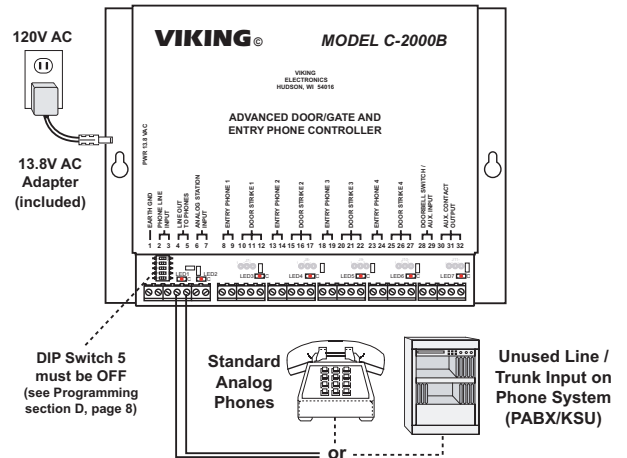 120V AC
VIKING©
MODEL C-2000B
VIKING
ELECTRONICS
HUDSON, WI 54016
ADVANCED DOOR/GATE AND
ENTRY PHONE CONTROLLER
13.8V AC
Adapter
(included)
PWR 13.8 VAC
EARTH GND
PHONE LINE
INPUT
LINE OUT
TO PHONES
ANALOG STATION
INPUT
ENTRY PHONE 1
DOOR STRIKE 1
ENTRY PHONE 2
DOOR STRIKE 2
ENTRY PHONE 3
DOOR STRIKE 3
ENTRY PHONE 4
DOOR STRIKE 4
DOORBELL SWITCH /
AUX. INPUT
AUX. CONTACT
OUTPUT
1 2 3 4 5 6 7 8 9 10 11 12 13 14 15 16 17 18 19 20 21 22 23 24 25 26 27 28 29 30 31 32
LED1 LED2 LED3 C LED4 C LED5 C LED6 C LED7 C
DIP Switch 5
must be OFF
(see Programming
section D, page 8)
Standard
Analog
Phones
Unused Line /
Trunk Input on
Phone System
(PABX/KSU)
or